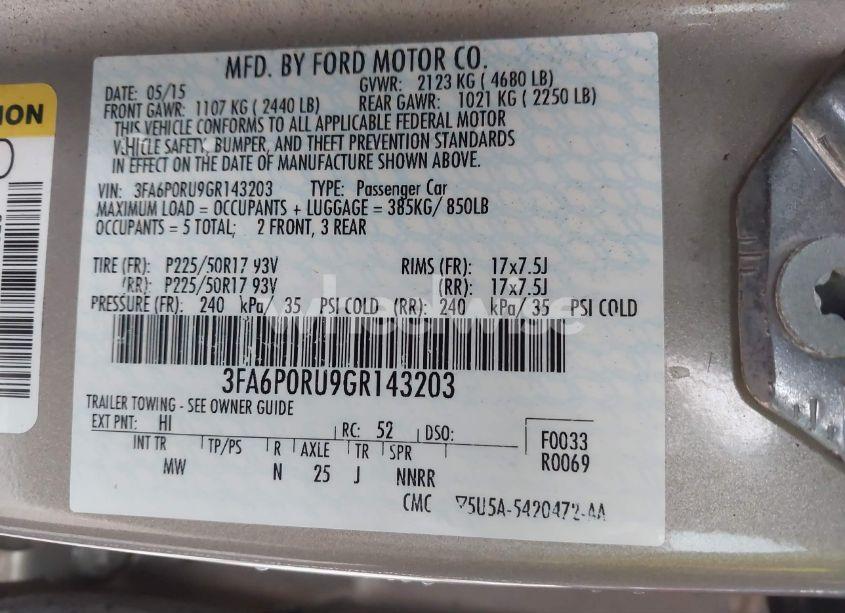 ION
MFD. BY FORD MOTOR CO.
DATE: 05/15 GVWR: 2123 KG ( 4680 LB)
FRONT GAWR: 1107 KG ( 2440 LB) REAR GAWR: 1021 KG ( 2250 LB)
THIS VEHICLE CONFORMS TO ALL APPLICABLE FEDERAL MOTOR
VEHICLE SAFETY, BUMPER, AND THEFT PREVENTION STANDARDS
IN EFFECT ON THE DATE OF MANUFACTURE SHOWN ABOVE.
VIN: 3FA6P0RU9GR143203 TYPE: Passenger Car
MAXIMUM LOAD = OCCUPANTS + LUGGAGE = 385KG/ 850LB
OCCUPANTS = 5 TOTAL; 2 FRONT, 3 REAR
TIRE (FR): P225/50R17 93V RIMS (FR): 17x7.5J
(RR): P225/50R17 93V (RR): 17x7.5J
PRESSURE (FR): 240 kPa/ 35 PSI COLD (RR): 240 kPa/ 35 PSI COLD
wheelwise
3FA6P0RU9GR143203
TRAILER TOWING - SEE OWNER GUIDE
EXT PNT: HI RC: 52 DSO:
INT TR TP/PS R AXLE TR SPR F0033
MW N 25 J NNRR R0069
CMC 5U5A-5420472-AA